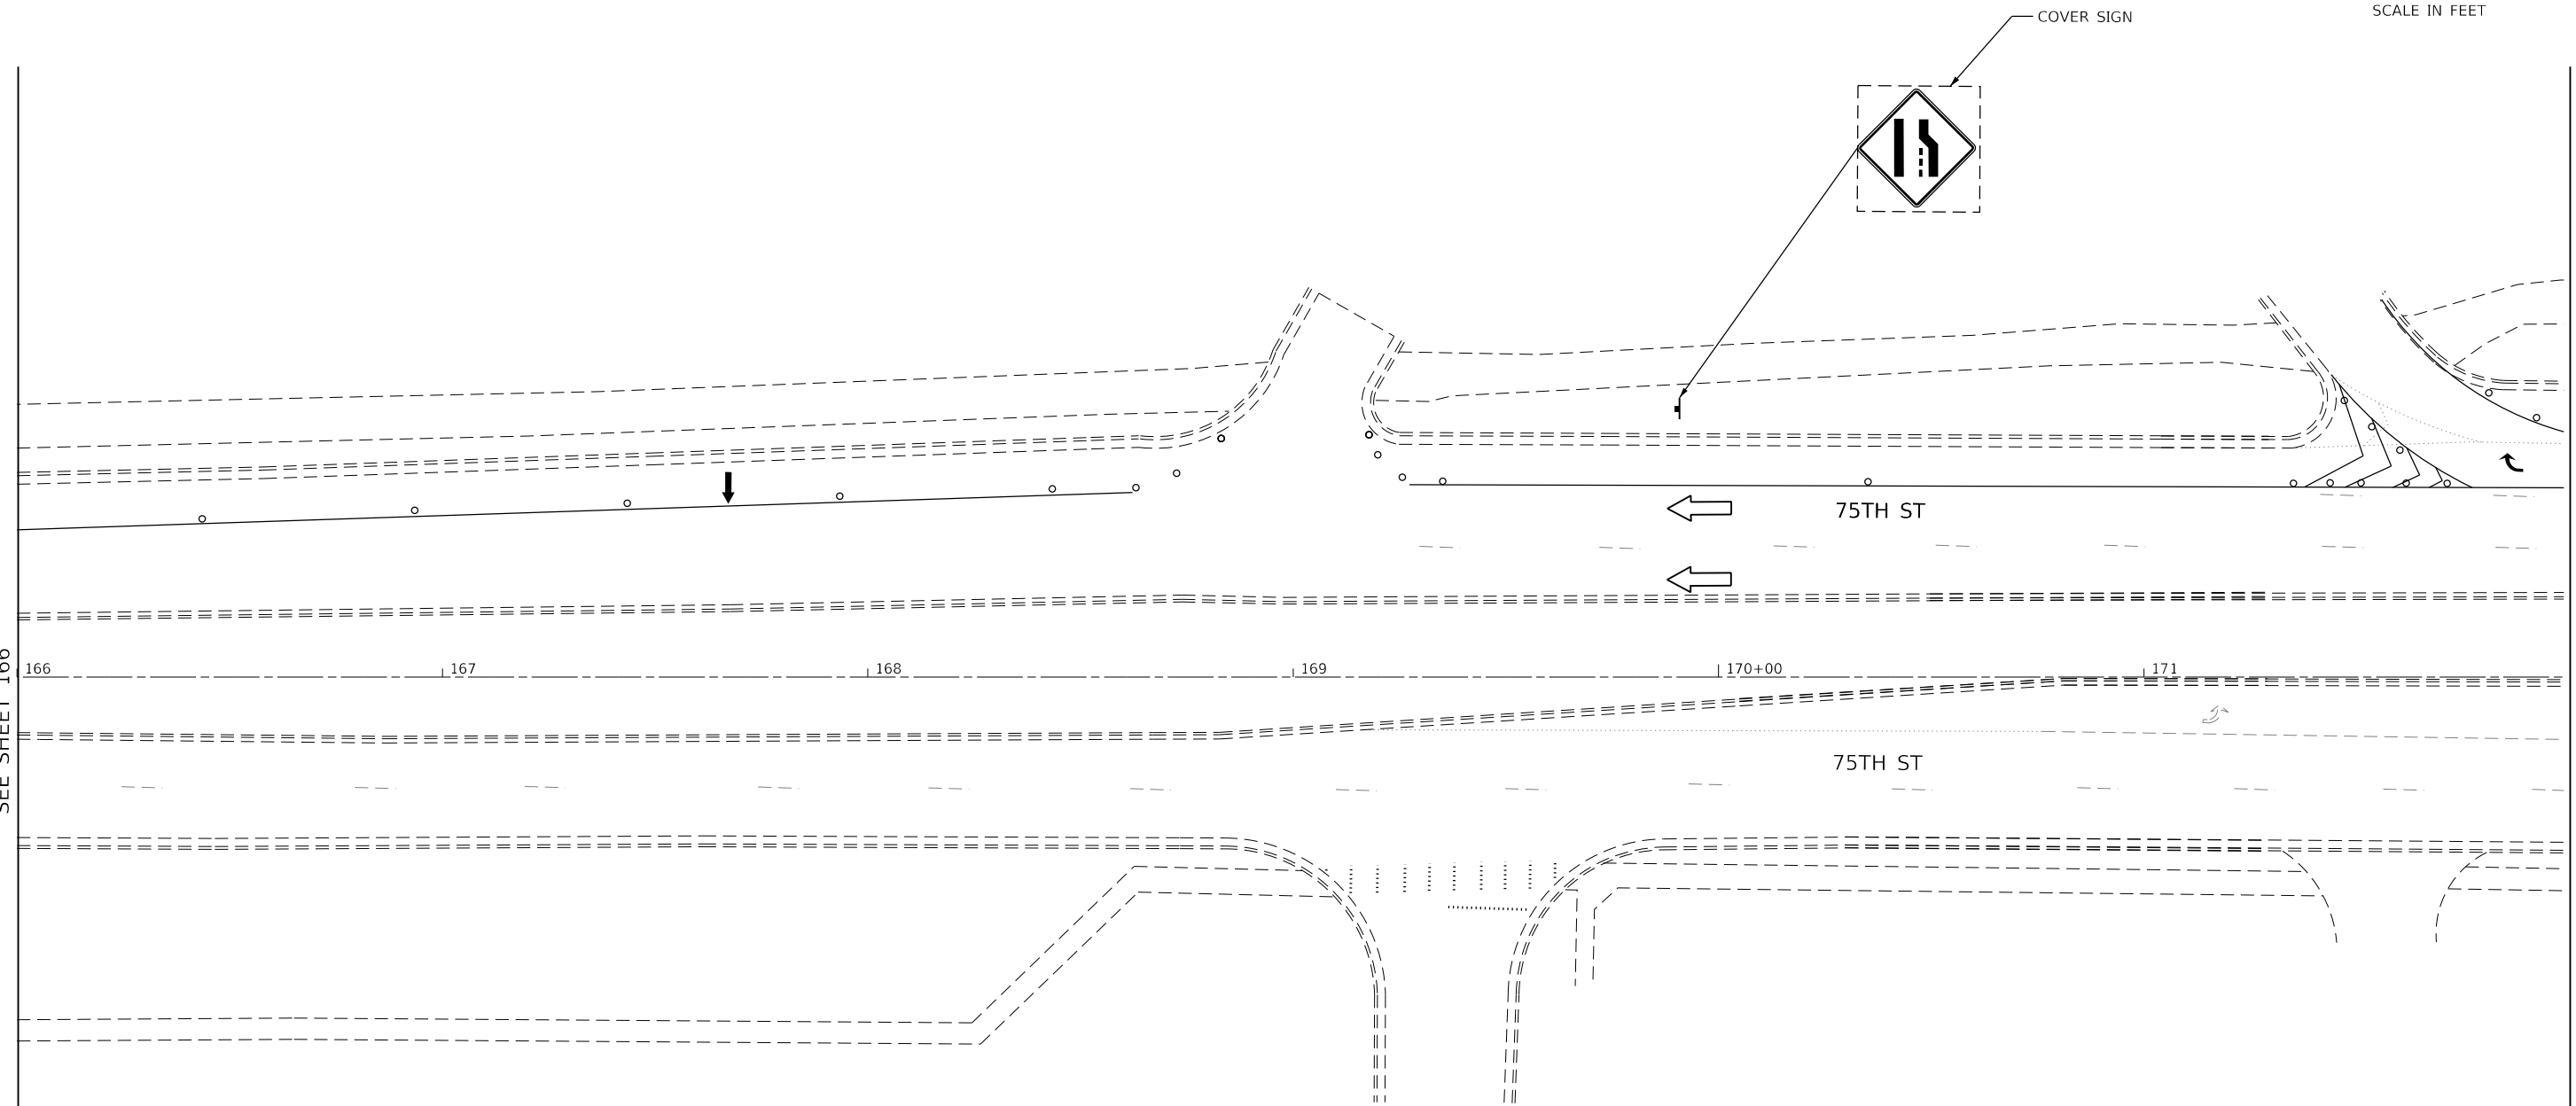 SCALE IN FEET
COVER SIGN
75TH ST
SEE SHEET 166
166 167 168 169 170+00 171
75TH ST